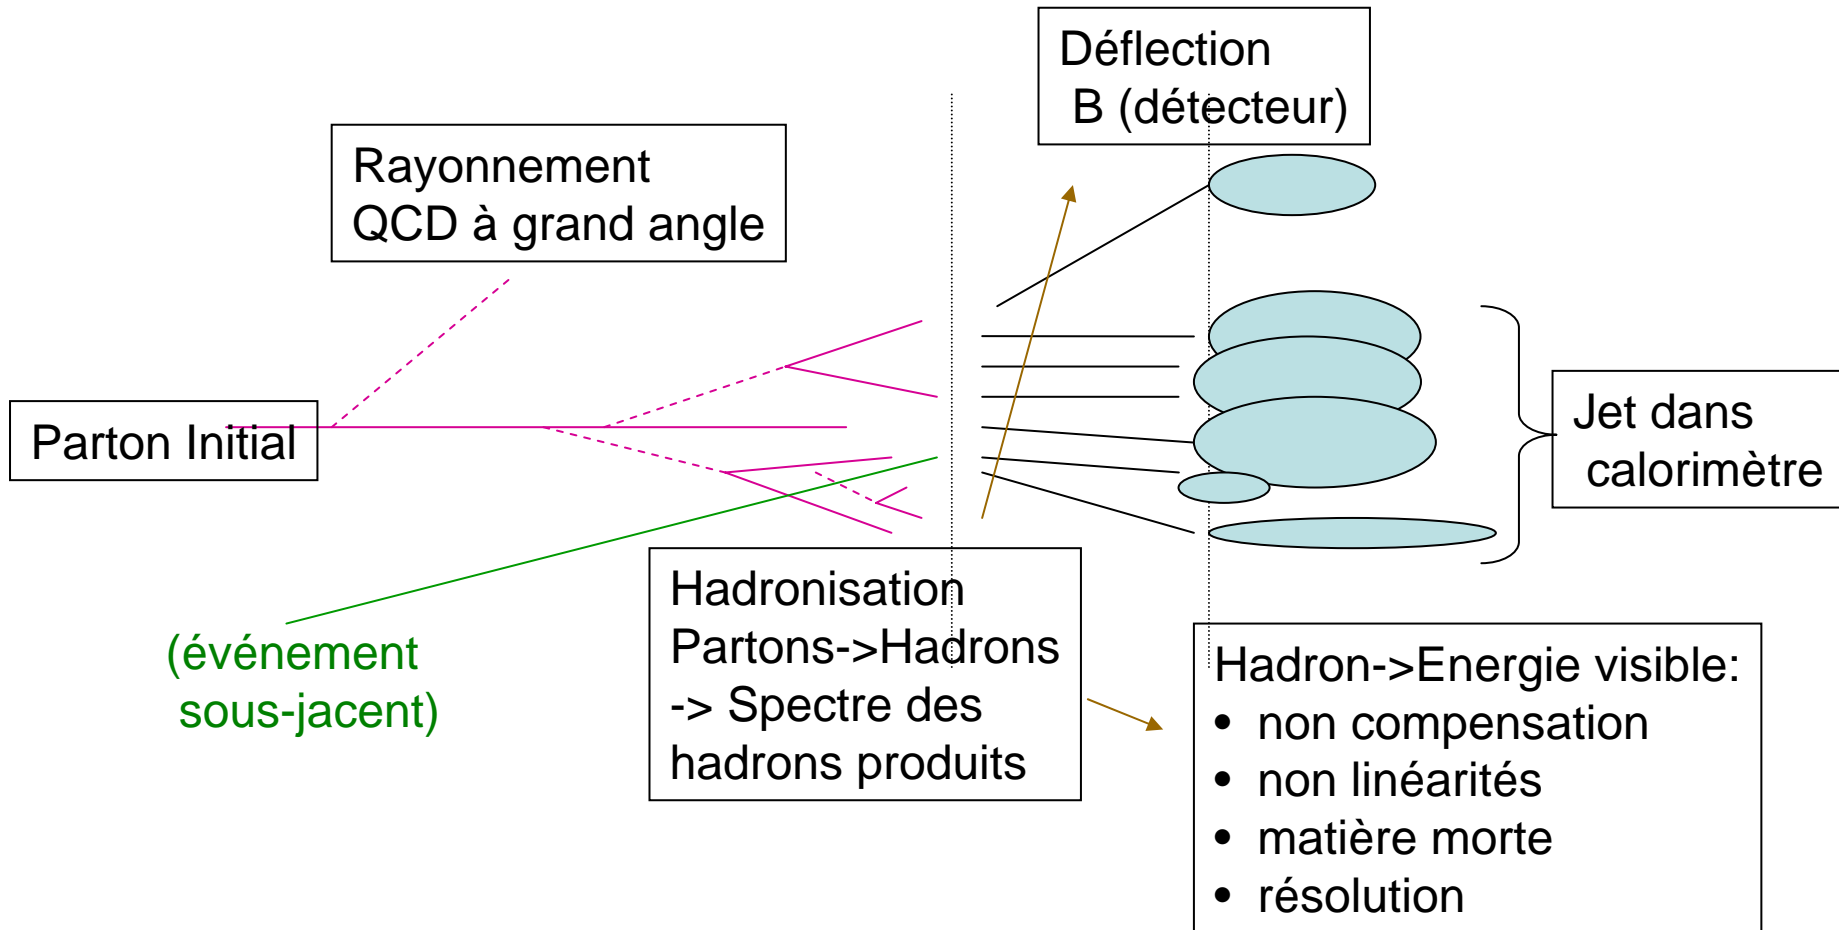 Déflection
B (détecteur)
Rayonnement
QCD à grand angle
Parton Initial
Jet dans
calorimètre
(événement
sous-jacent)
Hadronisation
Partons->Hadrons
-> Spectre des
hadrons produits
Hadron->Energie visible:
• non compensation
• non linéarités
• matière morte
• résolution